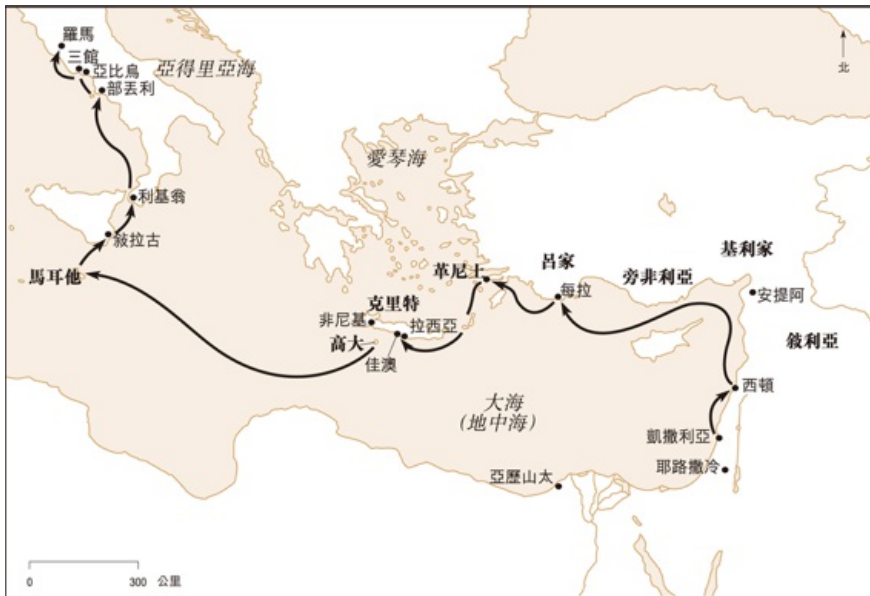 羅馬
三館
亞比烏
部丟利
亞得里亞海
北
愛琴海
利基翁
敍拉古
馬耳他
革尼土
呂家
每拉
旁非利亞
基利家
安提阿
敍利亞
克里特
非尼基
拉西亞
高大
佳澳
大海
(地中海)
西頓
凱撒利亞
耶路撒冷
亞歷山太
0 300 公里